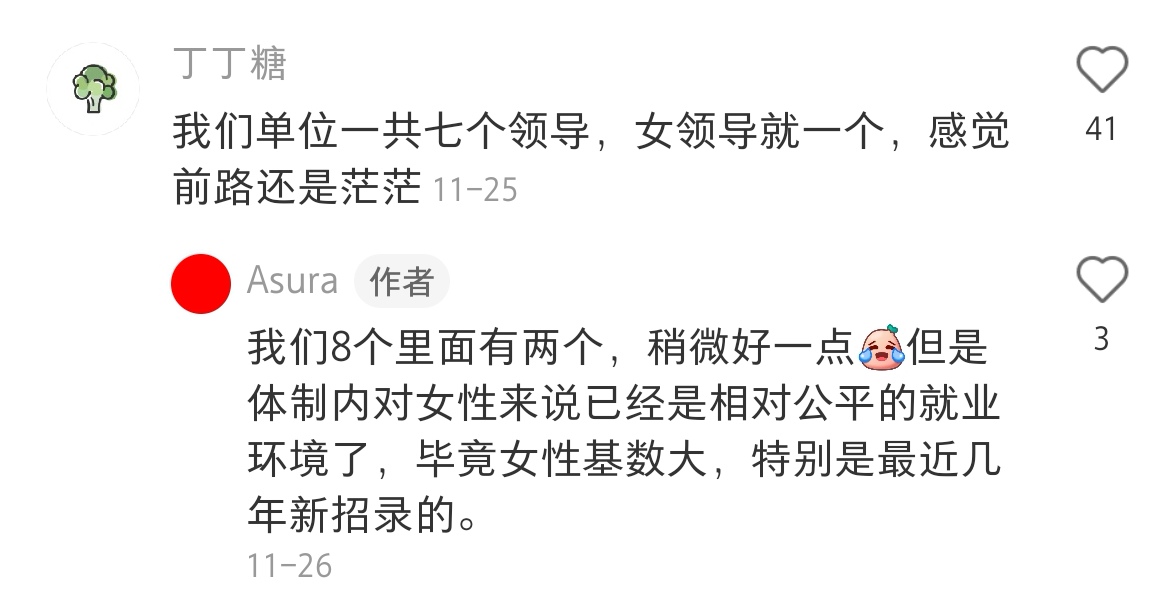 丁丁糖
我们单位一共七个领导，女领导就一个，感觉
41
前路还是茫茫 11-25
Asura 作者
我们8个里面有两个，稍微好一点但是
3
体制内对女性来说已经是相对公平的就业
环境了，毕竟女性基数大，特别是最近几
年新招录的。
11-26